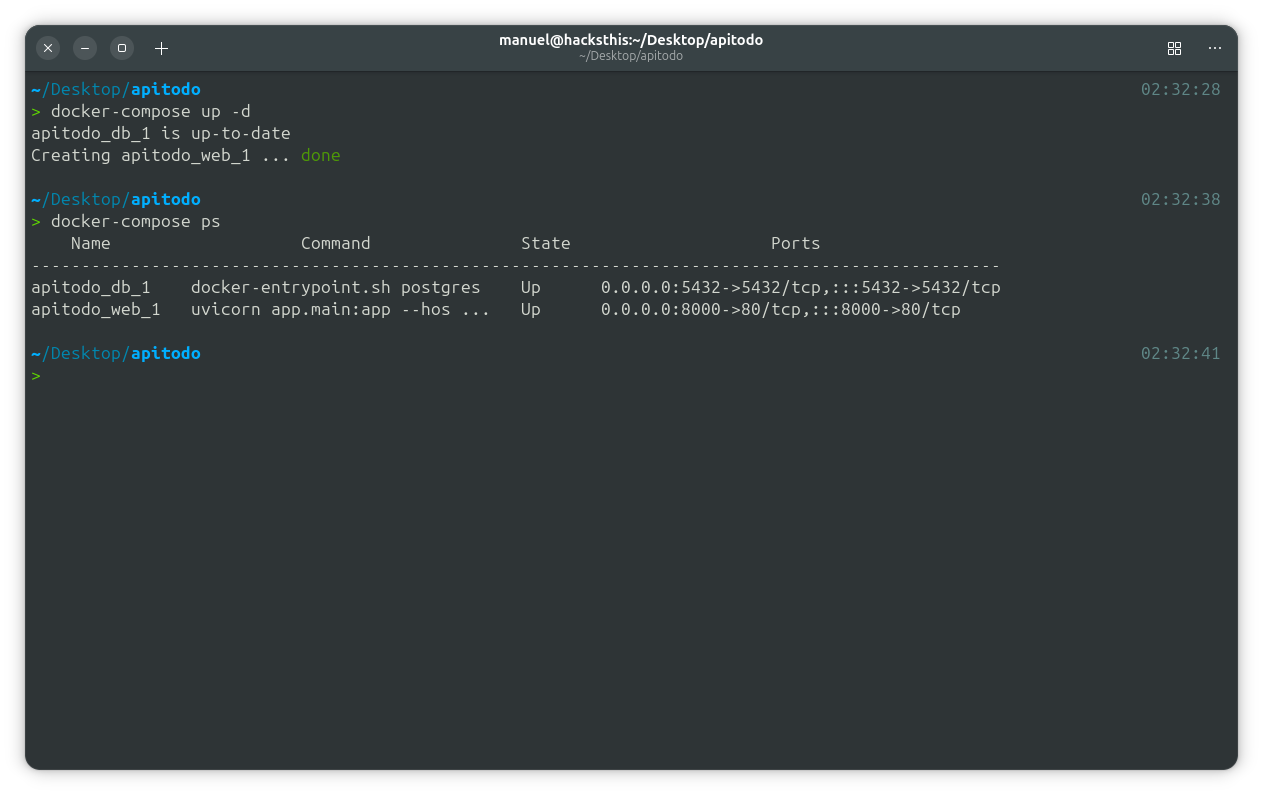 manuel@hacksthis:~/Desktop/apitodo
~/Desktop/apitodo
~/Desktop/apitodo 02:32:28
> docker-compose up -d
apitodo_db_1 is up-to-date
Creating apitodo_web_1 ... done
~/Desktop/apitodo 02:32:38
> docker-compose ps
Name Command State Ports
-------------------------------------------------------------------------------------------------
apitodo_db_1 docker-entrypoint.sh postgres Up 0.0.0.0:5432->5432/tcp,:::5432->5432/tcp
apitodo_web_1 uvicorn app.main:app --hos ... Up 0.0.0.0:8000->80/tcp,:::8000->80/tcp
~/Desktop/apitodo 02:32:41
>